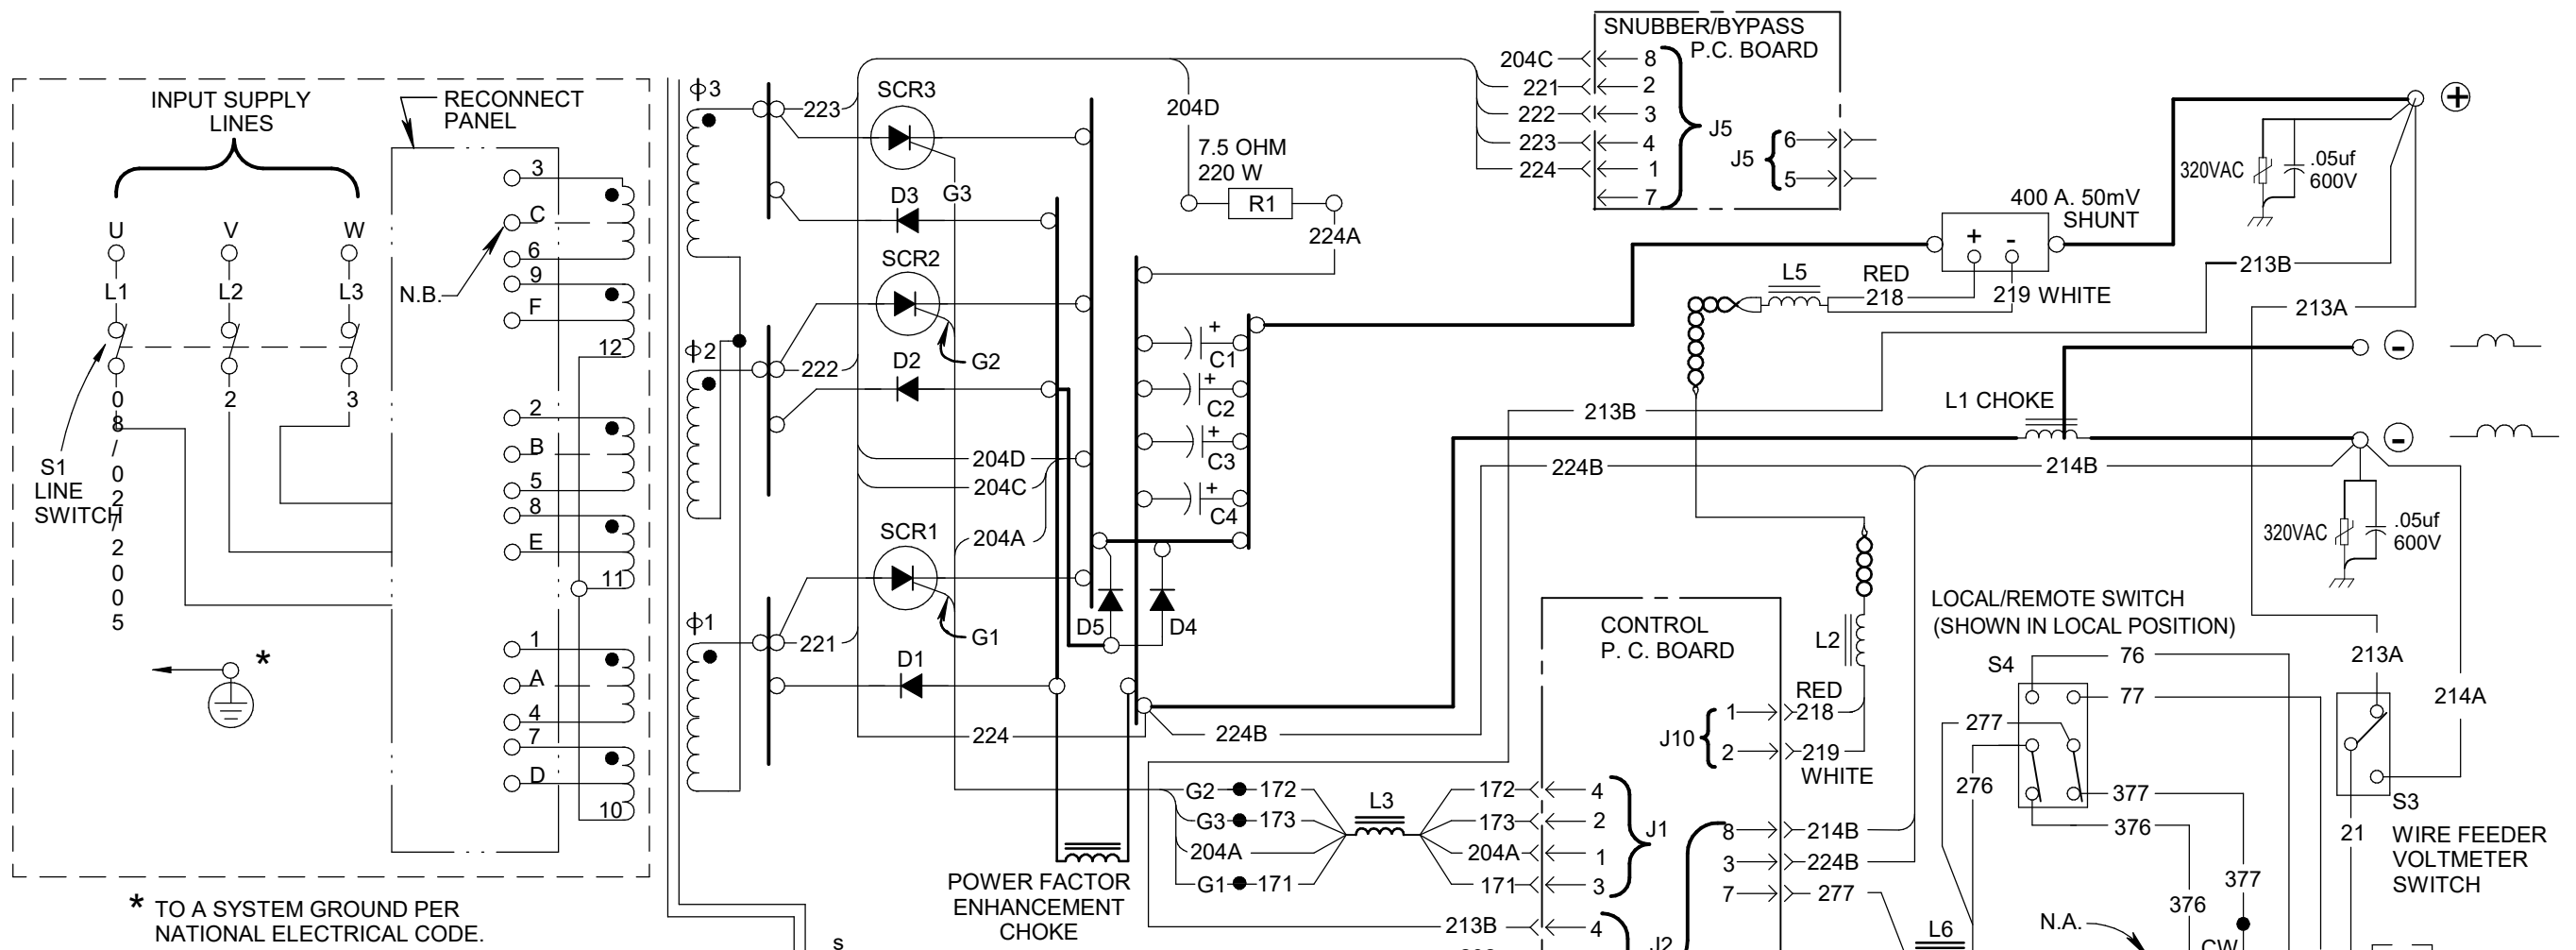 INPUT SUPPLY
LINES
RECONNECT
PANEL
U
V
W
L1
L2
L3
N.B.
3
C
6
9
F
12
2
B
5
8
E
11
1
A
4
7
D
10
S1
LINE
SWITCH
08/02/2005
2
3
*
* TO A SYSTEM GROUND PER
NATIONAL ELECTRICAL CODE.
ϕ3
223
SCR3
G3
D3
ϕ2
222
SCR2
G2
D2
204D
204C
204A
ϕ1
221
SCR1
G1
D1
224
204D
7.5 OHM
220 W
R1
224A
+
C1
+
C2
+
C3
+
C4
D5
D4
224B
POWER FACTOR
ENHANCEMENT
CHOKE
s
SNUBBER/BYPASS
P.C. BOARD
204C
8
221
2
222
3
223
4
224
1
7
J5
J5
6
5
400 A. 50mV
SHUNT
+
-
L5
RED
218
219 WHITE
+
320VAC
.05uf
600V
213B
213A
-
L1 CHOKE
213B
-
224B
214B
320VAC
.05uf
600V
L2
CONTROL
P. C. BOARD
J10
1
RED
218
2
219
WHITE
G2
172
G3
173
204A
G1
171
L3
172
4
173
2
204A
1
171
3
J1
213B
4
J2
8
214B
3
224B
7
277
LOCAL/REMOTE SWITCH
(SHOWN IN LOCAL POSITION)
S4
76
77
277
276
377
376
377
376
L6
N.A.
CW
213A
214A
S3
21
WIRE FEEDER
VOLTMETER
SWITCH